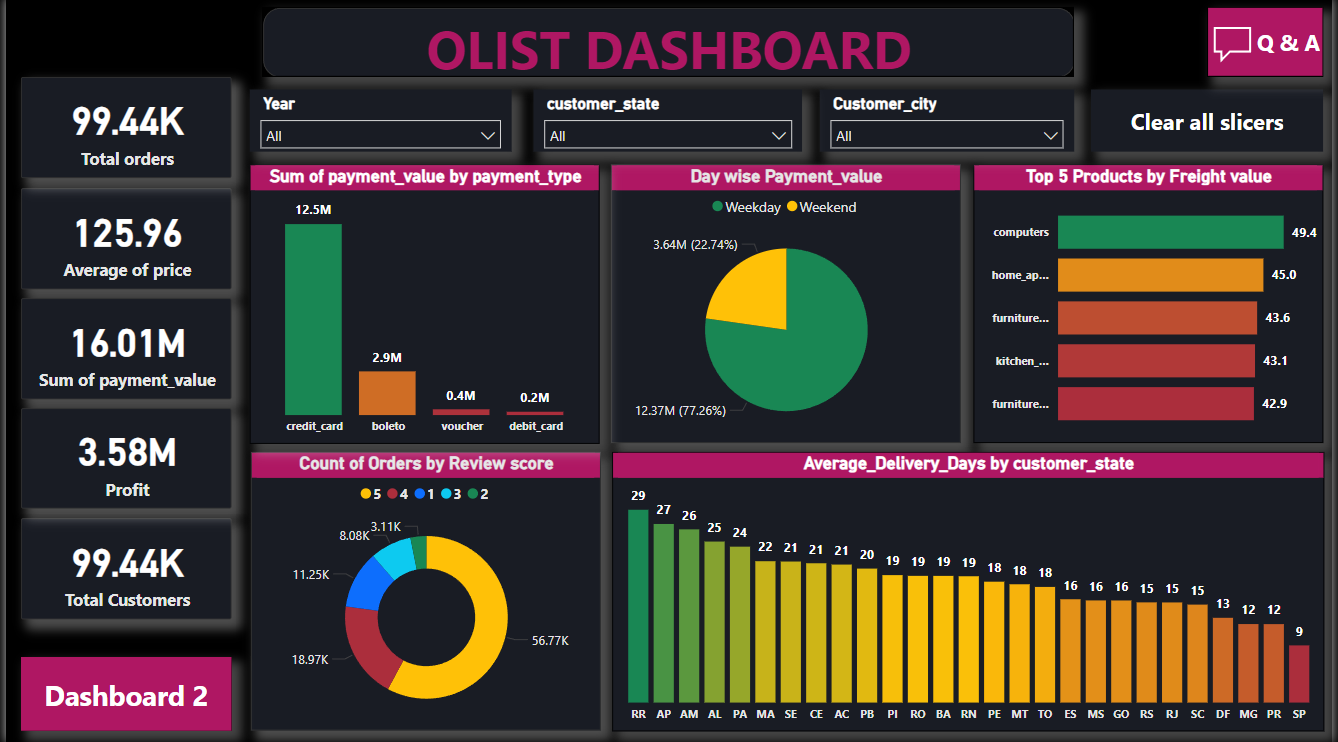 OLIST DASHBOARD
Q & A
99.44K
Total orders
125.96
Average of price
16.01M
Sum of payment_value
3.58M
Profit
99.44K
Total Customers
Dashboard 2
Year
All
customer_state
All
Customer_city
All
Clear all slicers
Sum of payment_value by payment_type
12.5M
2.9M
0.4M
0.2M
credit_card boleto voucher debit_card
Day wise Payment_value
Weekday Weekend
3.64M (22.74%)
12.37M (77.26%)
Top 5 Products by Freight value
computers 49.4
home_ap... 45.0
furniture... 43.6
kitchen_... 43.1
furniture... 42.9
Count of Orders by Review score
5 4 1 3 2
3.11K
8.08K
11.25K
56.77K
18.97K
Average_Delivery_Days by customer_state
29 27 26 25 24 22 21 21 21 20 19 19 19 19 18 18 18 16 16 16 15 15 15 13 12 12 9
RR AP AM AL PA MA SE CE AC PB PI RO BA RN PE MT TO ES MS GO RS RJ SC DF MG PR SP